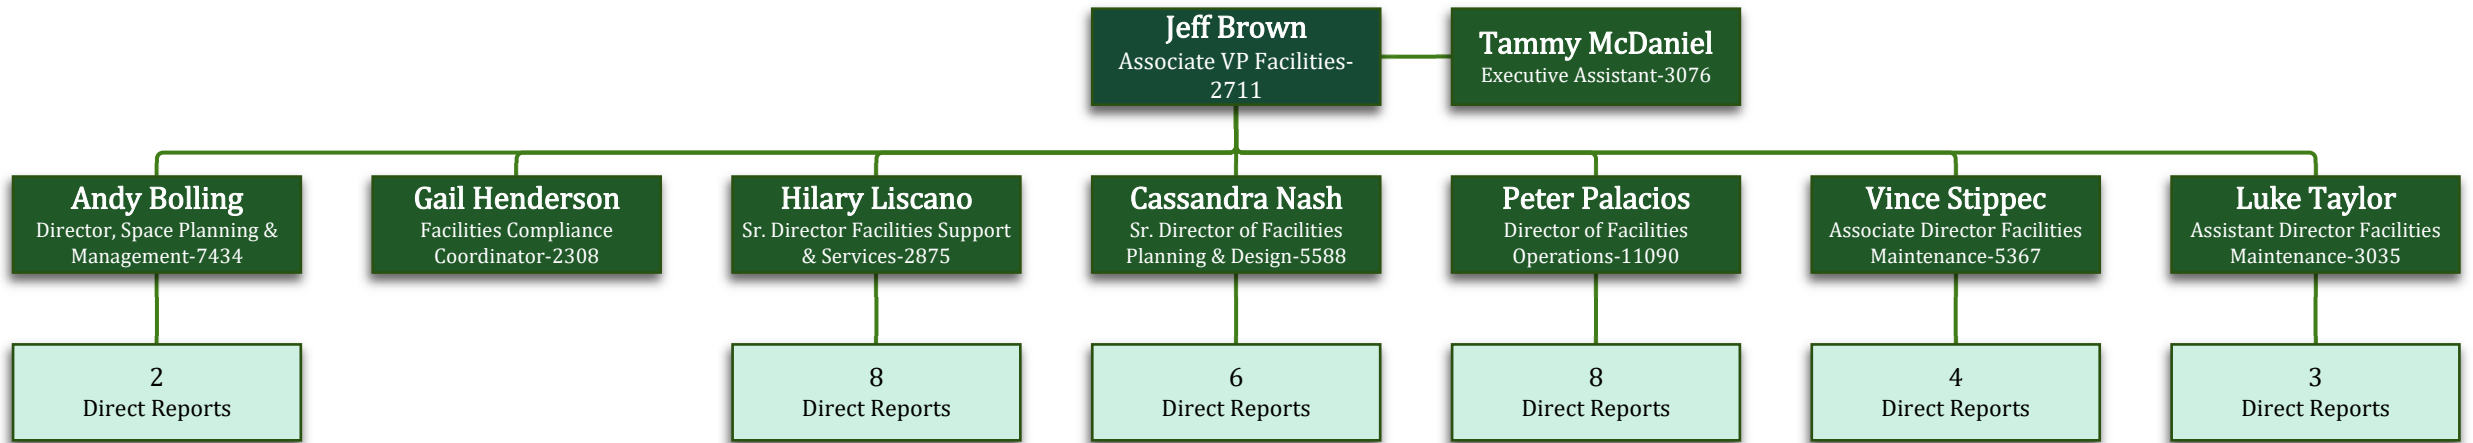 Jeff Brown
Associate VP Facilities-
2711
Tammy McDaniel
Executive Assistant-3076
Andy Bolling
Director, Space Planning &
Management-7434
Gail Henderson
Facilities Compliance
Coordinator-2308
Hilary Liscano
Sr. Director Facilities Support
& Services-2875
Cassandra Nash
Sr. Director of Facilities
Planning & Design-5588
Peter Palacios
Director of Facilities
Operations-11090
Vince Stippec
Associate Director Facilities
Maintenance-5367
Luke Taylor
Assistant Director Facilities
Maintenance-3035
2
Direct Reports
8
Direct Reports
6
Direct Reports
8
Direct Reports
4
Direct Reports
3
Direct Reports